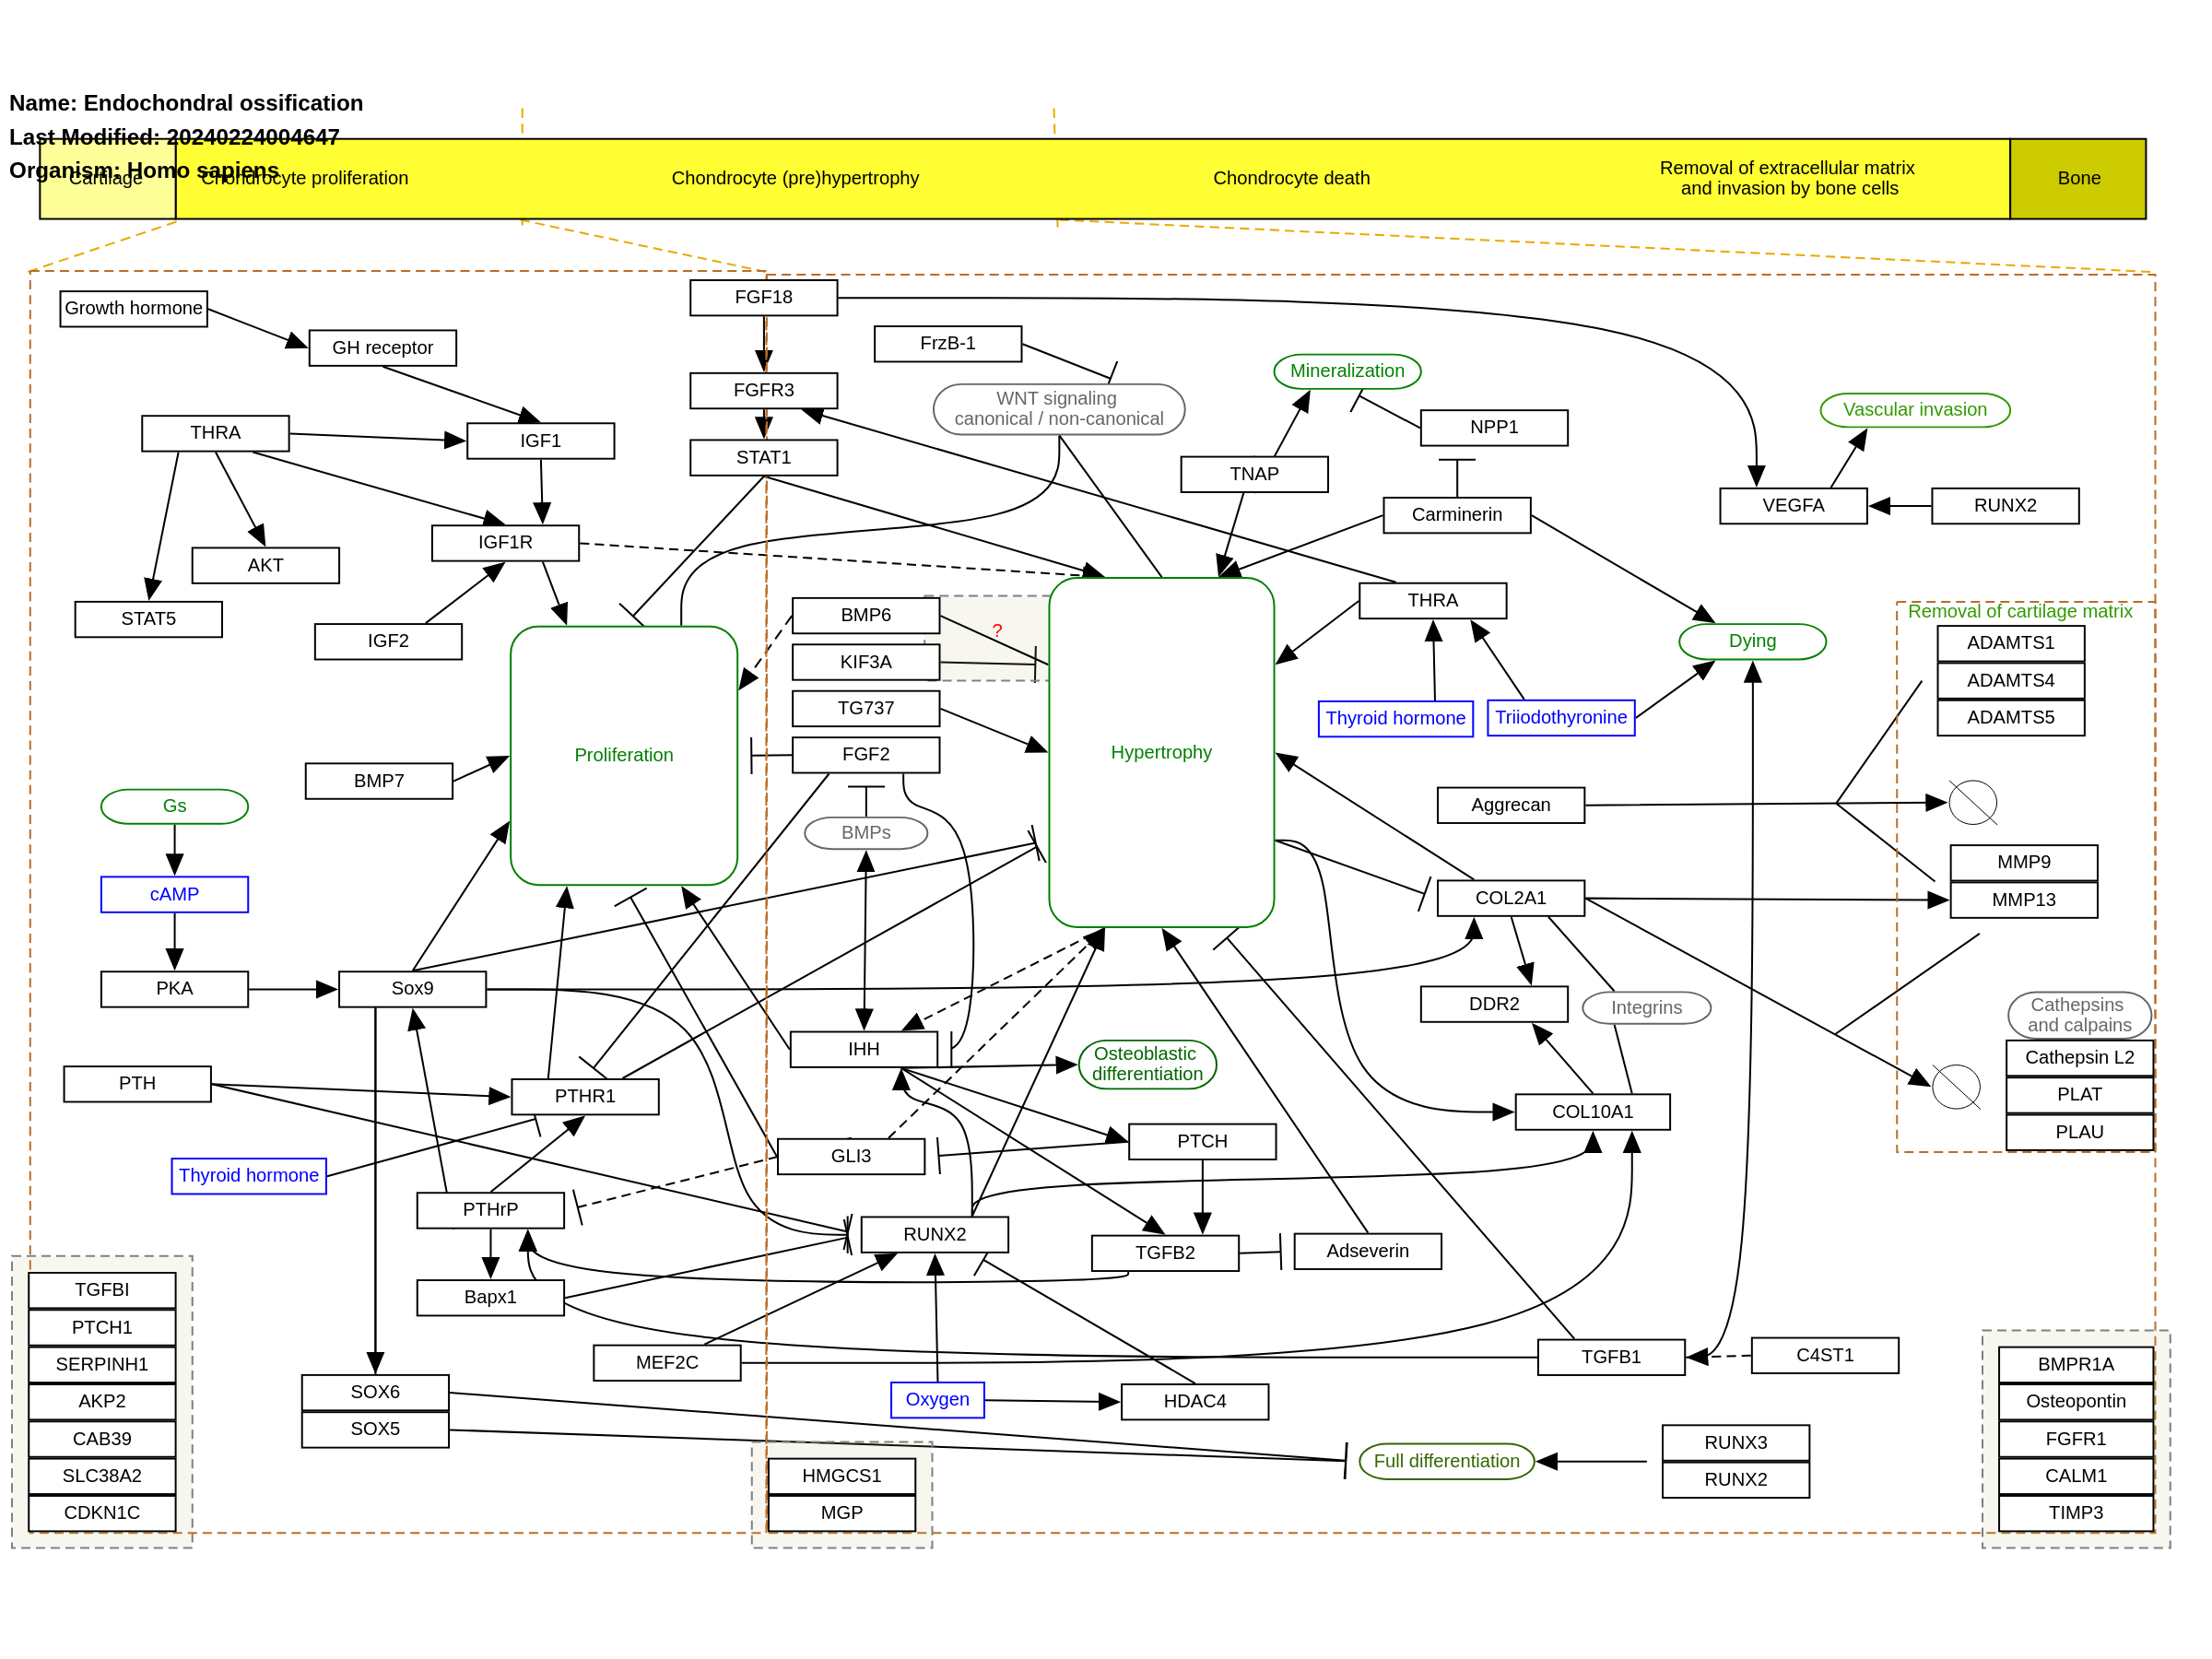 Name: Endochondral ossification
Last Modified: 20240224004647
Organism: Homo sapiens
Cartilage
Chondrocyte proliferation
Chondrocyte (pre)hypertrophy
Chondrocyte death
Removal of extracellular matrix
and invasion by bone cells
Bone
Growth hormone
GH receptor
THRA
IGF1
IGF1R
AKT
STAT5
IGF2
FGF18
FGFR3
STAT1
FrzB-1
WNT signaling
canonical / non-canonical
Mineralization
NPP1
TNAP
Carminerin
Vascular invasion
VEGFA
RUNX2
THRA
Thyroid hormone
Triiodothyronine
Dying
Removal of cartilage matrix
ADAMTS1
ADAMTS4
ADAMTS5
BMP6
?
KIF3A
TG737
FGF2
BMPs
Proliferation
Hypertrophy
BMP7
Gs
cAMP
PKA
Sox9
Aggrecan
COL2A1
MMP9
MMP13
DDR2
Integrins
COL10A1
Cathepsins
and calpains
Cathepsin L2
PLAT
PLAU
IHH
Osteoblastic
differentiation
PTH
PTHR1
Thyroid hormone
PTHrP
Bapx1
GLI3
PTCH
RUNX2
TGFB2
Adseverin
MEF2C
Oxygen
HDAC4
TGFB1
C4ST1
SOX6
SOX5
Full differentiation
RUNX3
RUNX2
TGFBI
PTCH1
SERPINH1
AKP2
CAB39
SLC38A2
CDKN1C
HMGCS1
MGP
BMPR1A
Osteopontin
FGFR1
CALM1
TIMP3